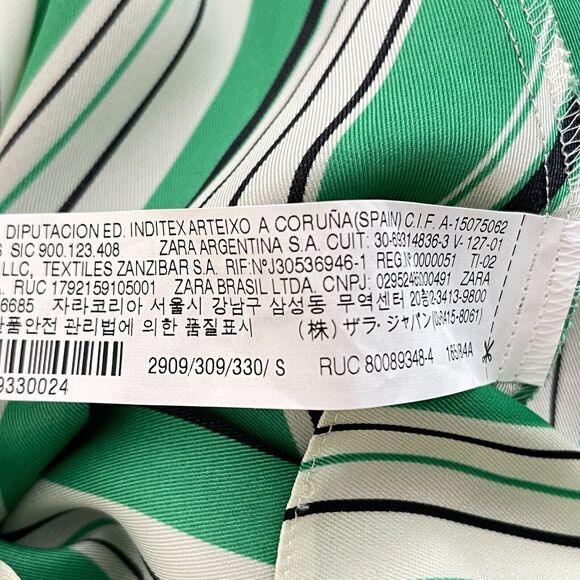 DIPUTACION ED. INDITEX ARTEIXO A CORUÑA (SPAIN) C.I.F. A-15075062
SIC 900.123.408 ZARA ARGENTINA S.A. CUIT: 30-69314836-3 V-127-01
LLC, TEXTILES ZANZIBAR S.A. RIF:NºJ30536946-1 REG 0000051 TI-02
RUC 1792159105001 ZARA BRASIL LTDA. CNPJ: ZARA
6685 자라코리아 서울시 강남구 삼성동 무역센터
품안전 관리법에 의한 품질표시 (株) ザラ・ジャパン
2909/309/330/ S RUC 80089348-4
9330024